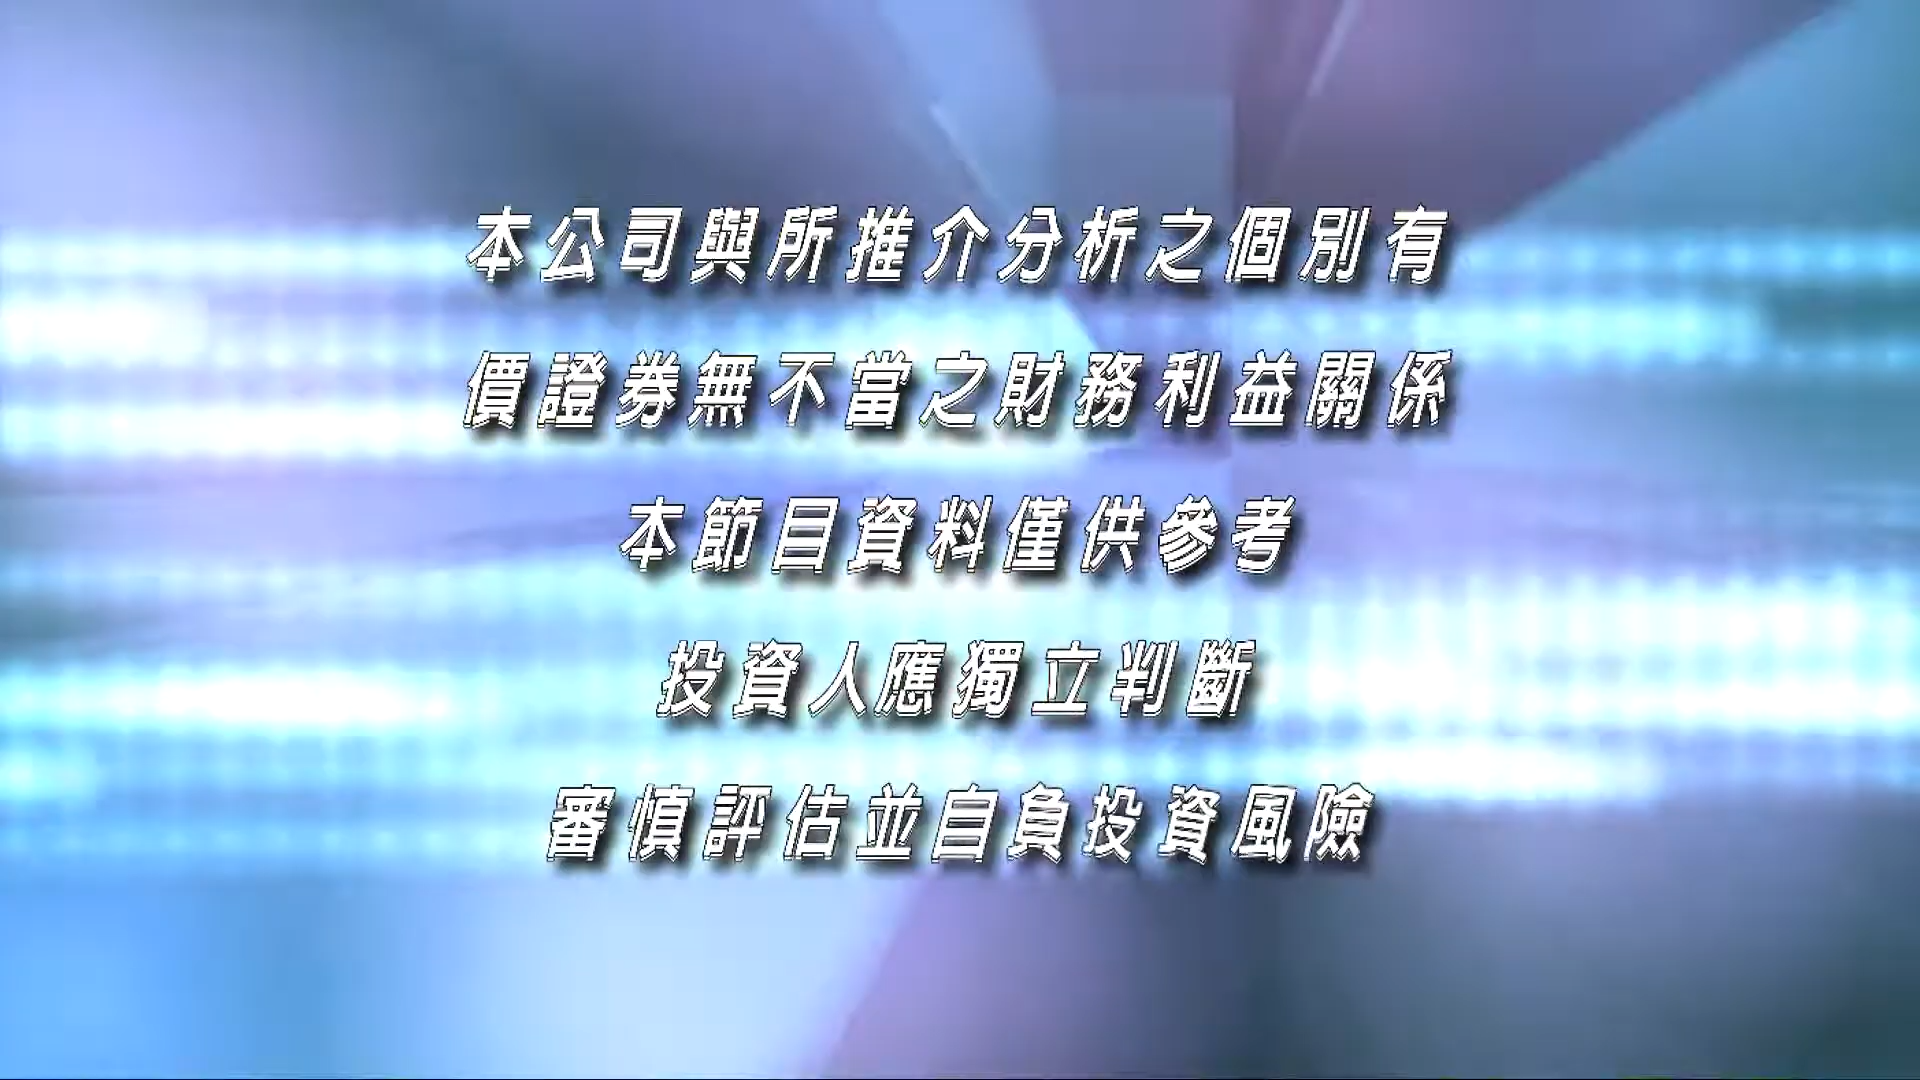 本公司與所推介分析之個別有
價證券無不當之財務利益關係
本節目資料僅供參考
投資人應獨立判斷
審慎評估並自負投資風險